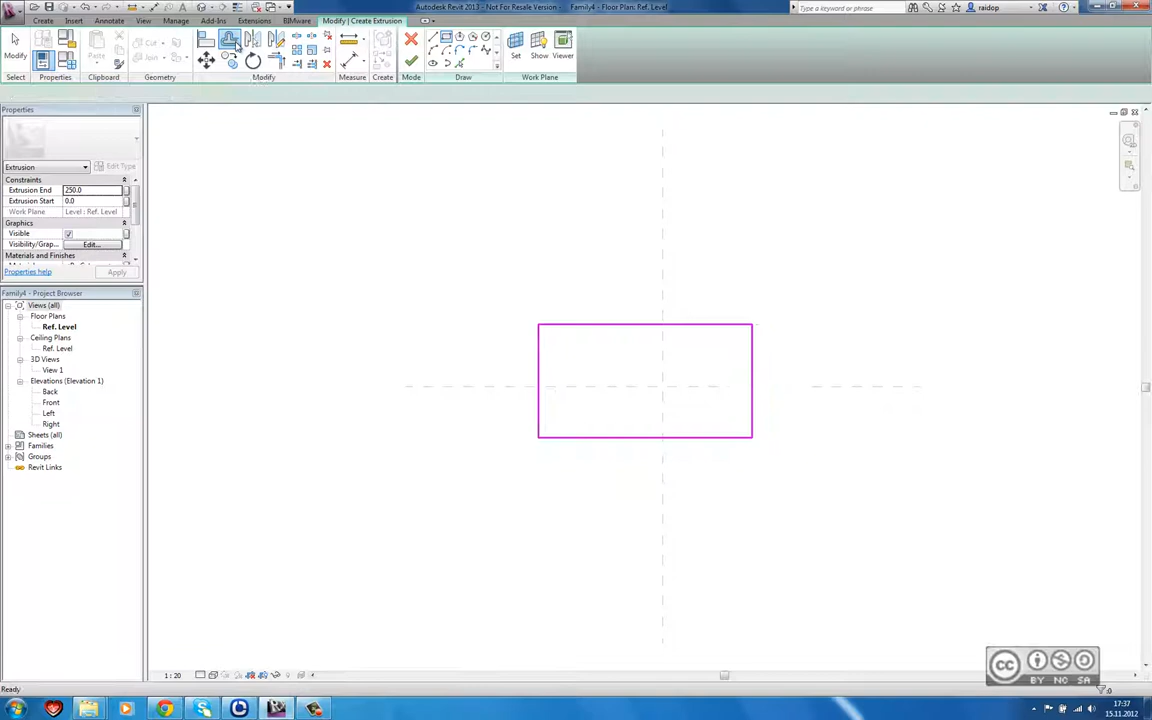 Autodesk Revit 2013 - Not For Resale Version - Family4 - Floor Plan: Ref. Level
Type a keyword or phrase
raidop
Create Insert Annotate View Manage Add-Ins Extensions BIMware Modify | Create Extrusion
Modify
Paste
Cut
Join
Set Show Viewer
Select Properties Clipboard Geometry Modify Measure Create Mode Draw Work Plane
Properties
Extrusion
Edit Type
Constraints
Extrusion End 250.0
Extrusion Start 0.0
Work Plane Level : Ref. Level
Graphics
Visible
Visibility/Grap... Edit...
Materials and Finishes
Properties help
Apply
Family4 - Project Browser
Views (all)
Floor Plans
Ref. Level
Ceiling Plans
Ref. Level
3D Views
View 1
Elevations (Elevation 1)
Back
Front
Left
Right
Sheets (all)
Families
Groups
Revit Links
1 : 20
Ready
cc
BY NC SA
:0
17:37
15.11.2012